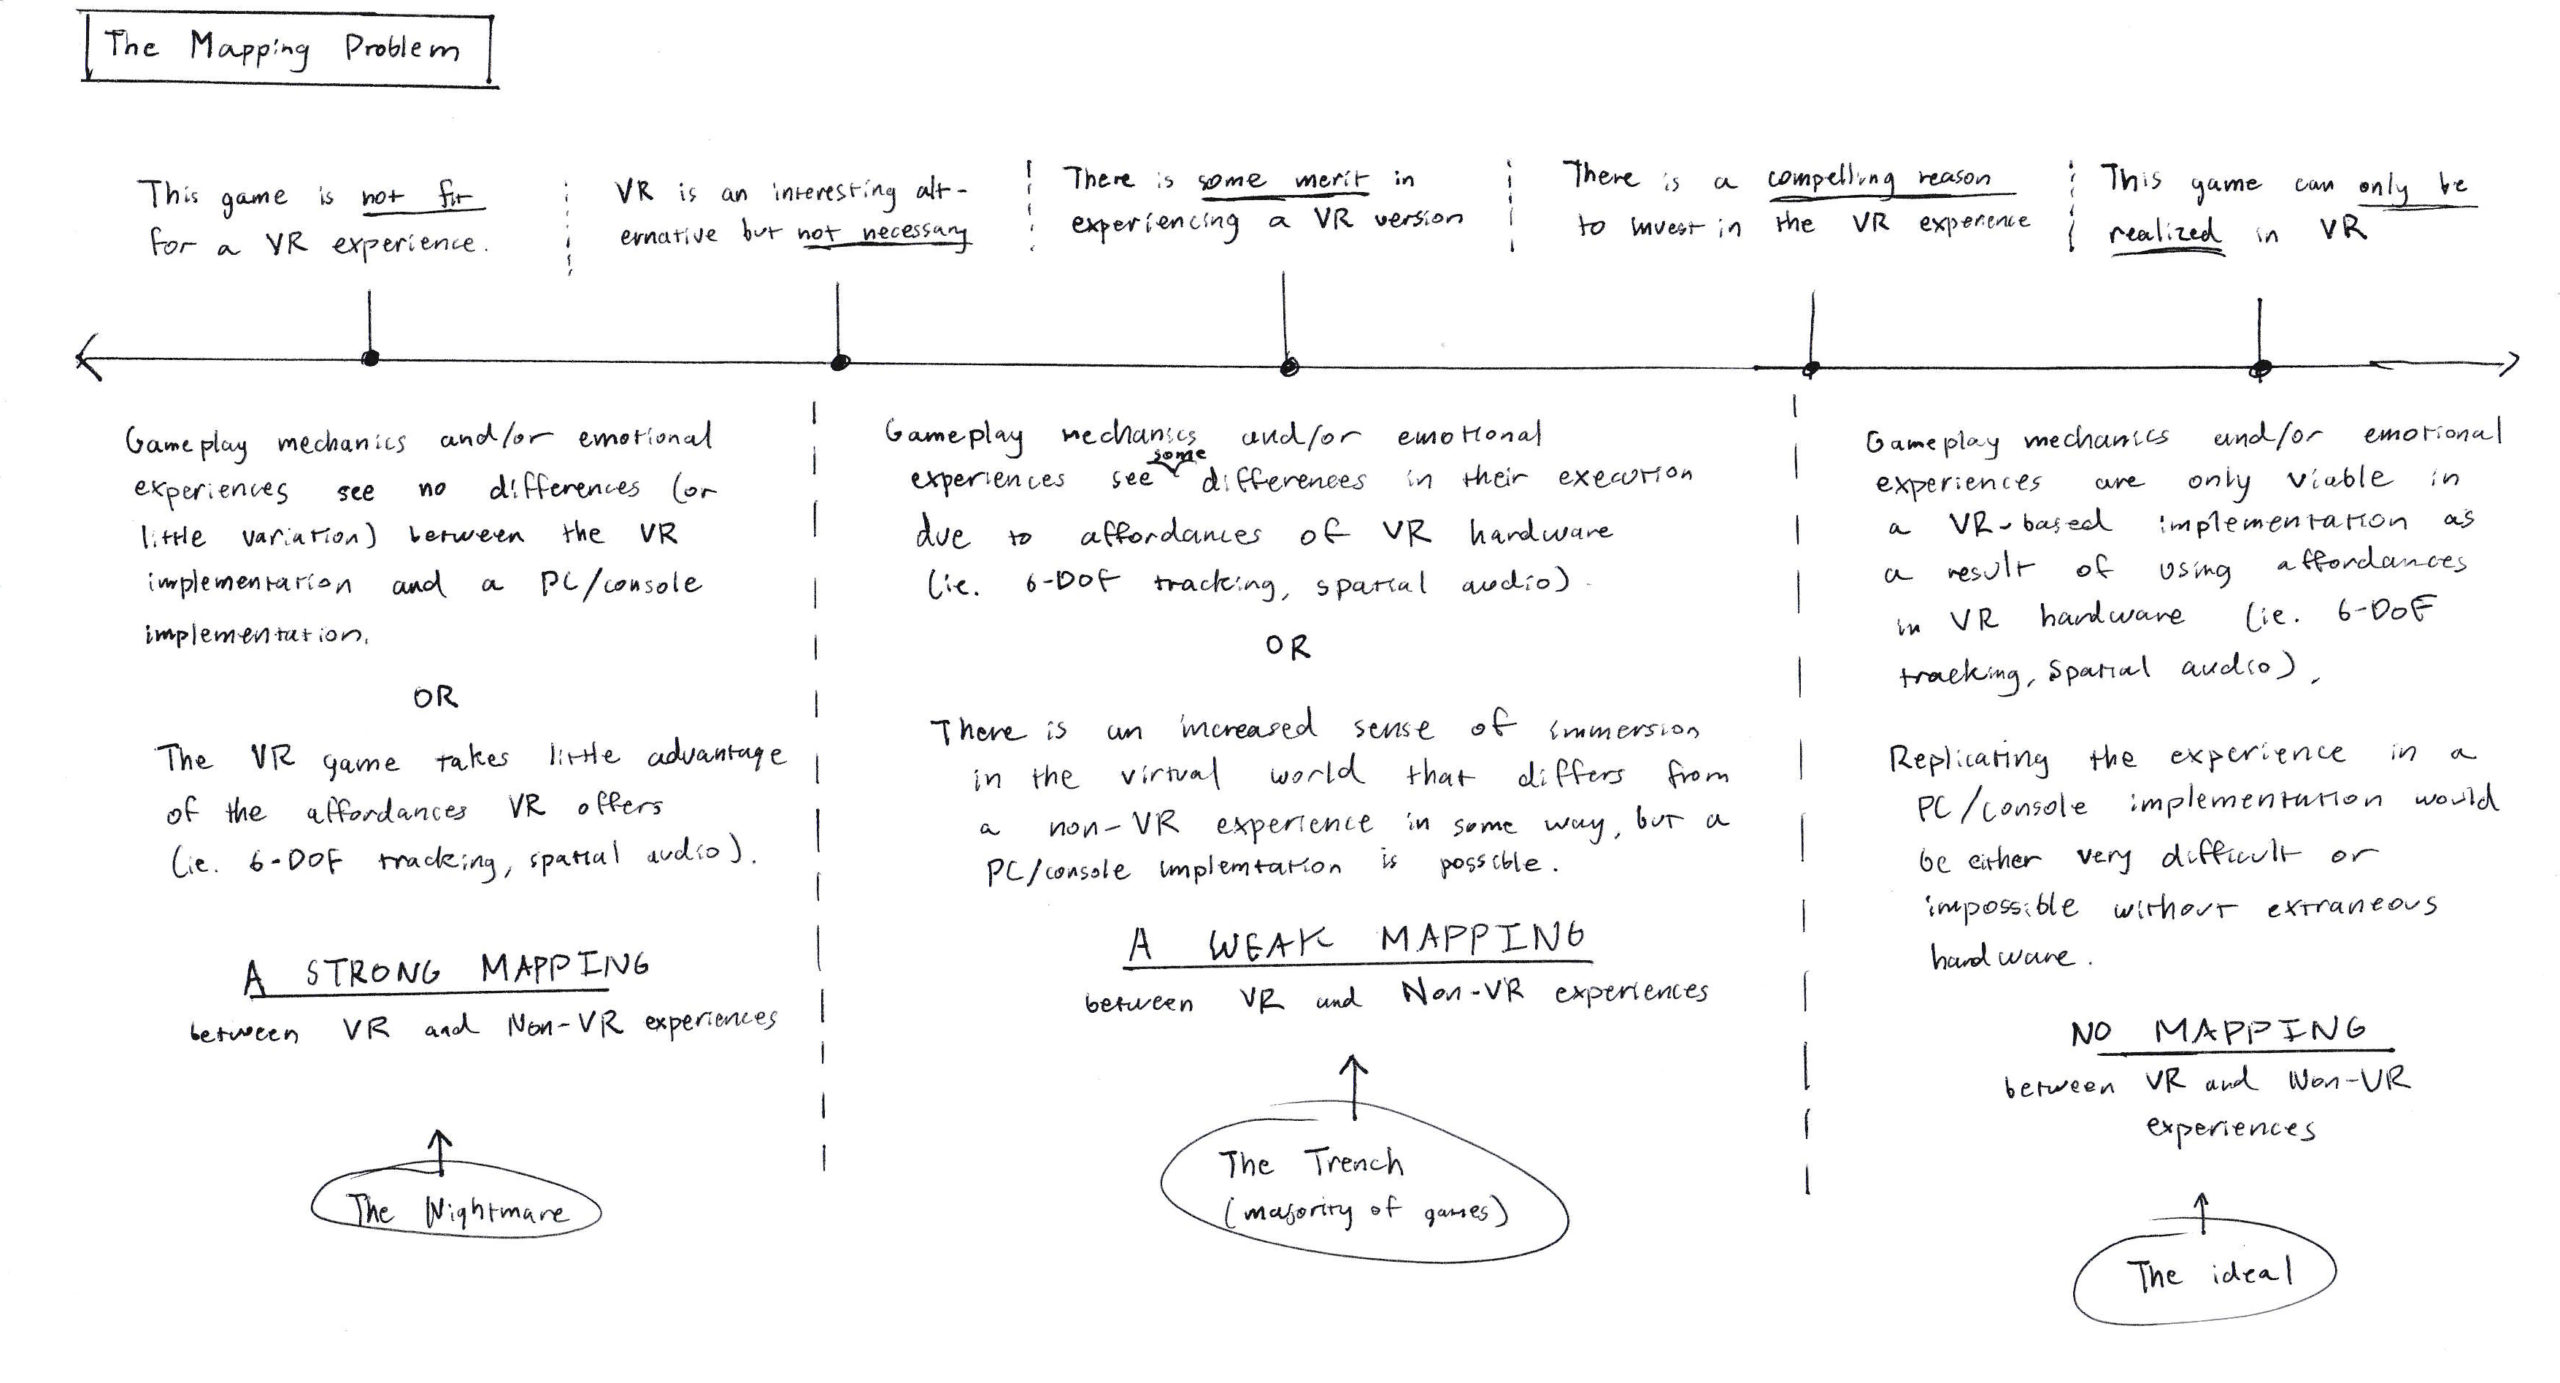 The Mapping Problem
This game is not fit
for a VR experience.
VR is an interesting alt-
ernative but not necessary
There is some merit in
experiencing a VR version
There is a compelling reason
to invest in the VR experience
This game can only be
realized in VR
Gameplay mechanics and/or emotional
experiences see no differences (or
little variation) between the VR
implementation and a PC/console
implementation.
OR
The VR game takes little advantage
of the affordances VR offers
(ie. 6-DOF tracking, spatial audio).
A STRONG MAPPING
between VR and Non-VR experiences
The Nightmare
Gameplay mechanics and/or emotional
experiences see some differences in their execution
due to affordances of VR hardware
(ie. 6-DOF tracking, spatial audio).
OR
There is an increased sense of immersion
in the virtual world that differs from
a non-VR experience in some way, but a
PC/console implemtation is possible.
A WEAK MAPPING
between VR and Non-VR experiences
The Trench
(majority of games)
Gameplay mechanics and/or emotional
experiences are only viable in
a VR-based implementation as
a result of using affordances
in VR hardware (ie. 6-DoF
tracking, spatial audio).
Replicating the experience in a
PC/console implementation would
be either very difficult or
impossible without extraneous
hardware.
NO MAPPING
between VR and Non-VR
experiences
The ideal